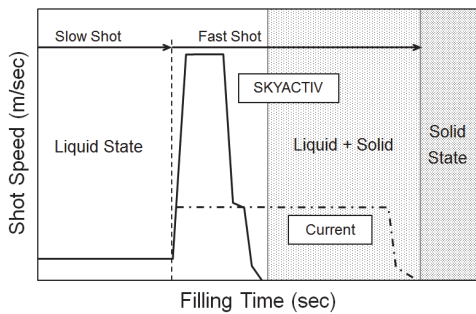 Slow Shot
Fast Shot
SKYACTIV
Liquid State
Liquid + Solid
Solid
State
Current
Shot Speed (m/sec)
Filling Time (sec)